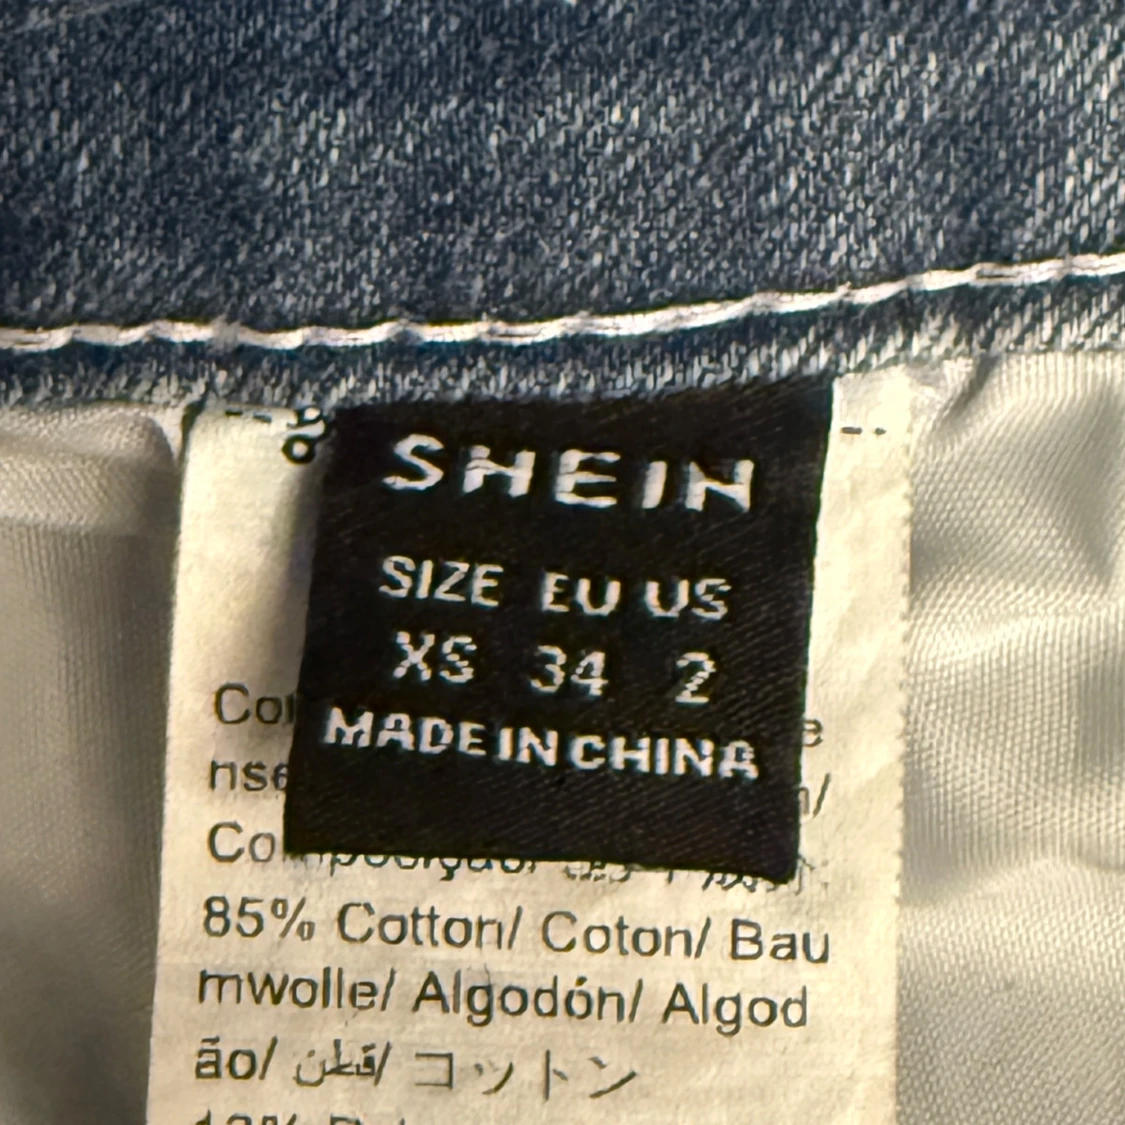 SHEIN
SIZE EU US
XS 34 2
MADE IN CHINA
85% Cotton/ Coton/ Bau
mwolle/ Algodón/ Algod
ão/ قطن/ コットン